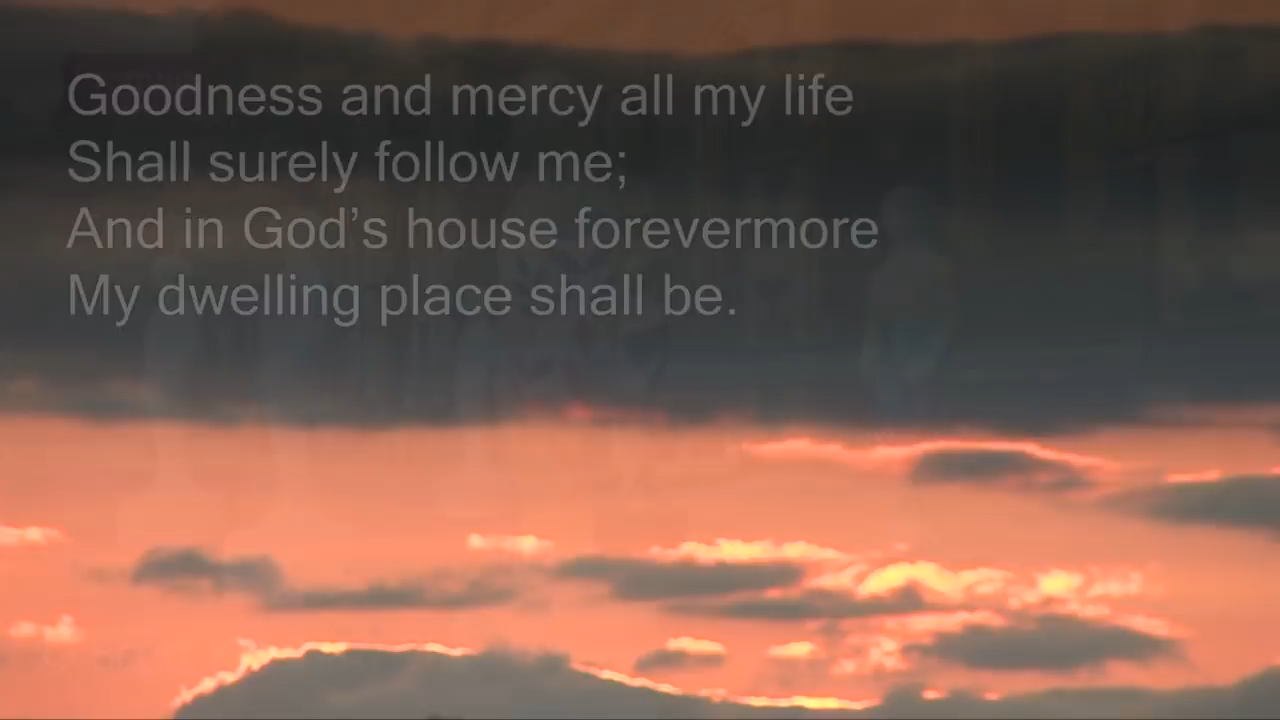 Goodness and mercy all my life
Shall surely follow me;
And in God’s house forevermore
My dwelling place shall be.